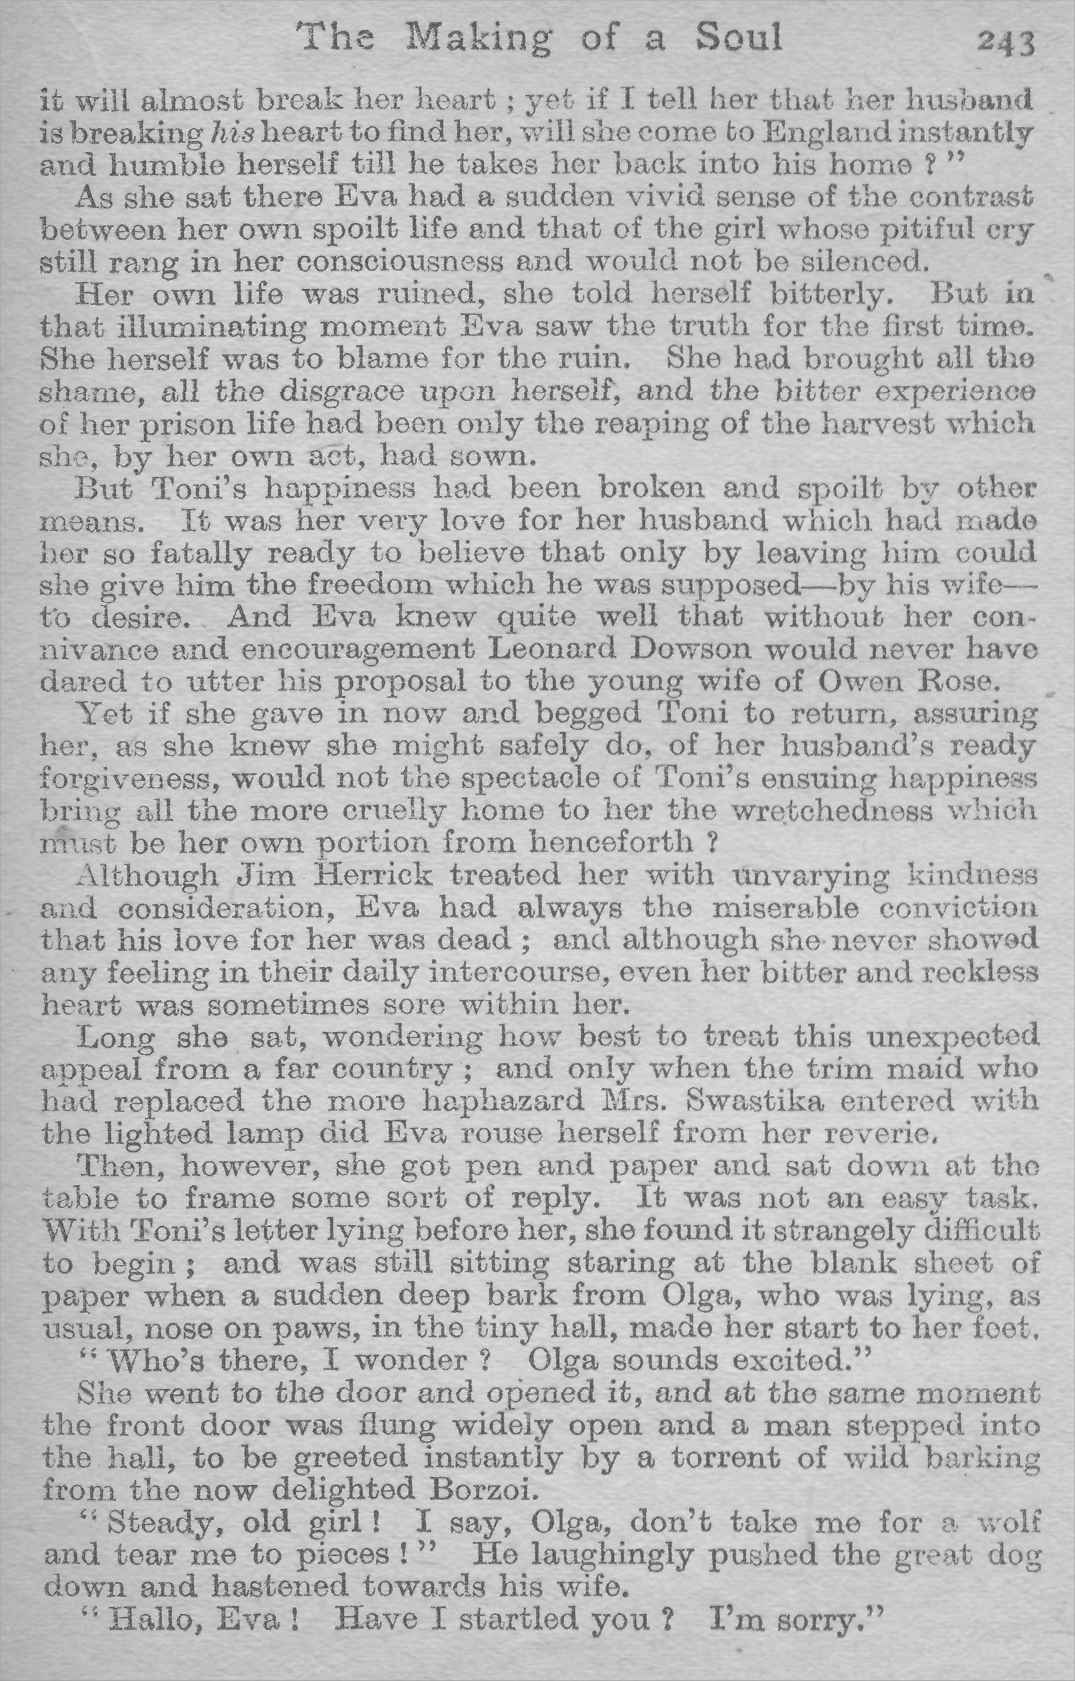 The Making of a Soul 243
it will almost break her heart ; yet if I tell her that her husband
is breaking his heart to find her, will she come to England instantly
and humble herself till he takes her back into his home ? ”
As she sat there Eva had a sudden vivid sense of the contrast
between her own spoilt life and that of the girl whose pitiful cry
still rang in her consciousness and would not be silenced.
Her own life was ruined, she told herself bitterly. But in
that illuminating moment Eva saw the truth for the first time.
She herself was to blame for the ruin. She had brought all the
shame, all the disgrace upon herself, and the bitter experience
of her prison life had been only the reaping of the harvest which
she, by her own act, had sown.
But Toni’s happiness had been broken and spoilt by other
means. It was her very love for her husband which had made
her so fatally ready to believe that only by leaving him could
she give him the freedom which he was supposed—by his wife—
to desire. And Eva knew quite well that without her con-
nivance and encouragement Leonard Dowson would never have
dared to utter his proposal to the young wife of Owen Rose.
Yet if she gave in now and begged Toni to return, assuring
her, as she knew she might safely do, of her husband’s ready
forgiveness, would not the spectacle of Toni’s ensuing happiness
bring all the more cruelly home to her the wretchedness which
must be her own portion from henceforth ?
Although Jim Herrick treated her with unvarying kindness
and consideration, Eva had always the miserable conviction
that his love for her was dead ; and although she never showed
any feeling in their daily intercourse, even her bitter and reckless
heart was sometimes sore within her.
Long she sat, wondering how best to treat this unexpected
appeal from a far country ; and only when the trim maid who
had replaced the more haphazard Mrs. Swastika entered with
the lighted lamp did Eva rouse herself from her reverie.
Then, however, she got pen and paper and sat down at the
table to frame some sort of reply. It was not an easy task.
With Toni’s letter lying before her, she found it strangely difficult
to begin ; and was still sitting staring at the blank sheet of
paper when a sudden deep bark from Olga, who was lying, as
usual, nose on paws, in the tiny hall, made her start to her feet.
“ Who’s there, I wonder ? Olga sounds excited.”
She went to the door and opened it, and at the same moment
the front door was flung widely open and a man stepped into
the hall, to be greeted instantly by a torrent of wild barking
from the now delighted Borzoi.
“ Steady, old girl ! I say, Olga, don’t take me for a wolf
and tear me to pieces ! ” He laughingly pushed the great dog
down and hastened towards his wife.
“ Hallo, Eva ! Have I startled you ? I’m sorry.”